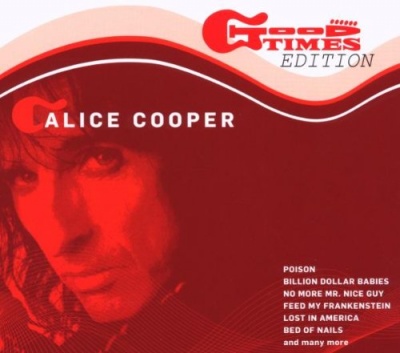 GOOD
TIMES
EDITION
ALICE COOPER
POISON
BILLION DOLLAR BABIES
NO MORE MR. NICE GUY
FEED MY FRANKENSTEIN
LOST IN AMERICA
BED OF NAILS
and many more